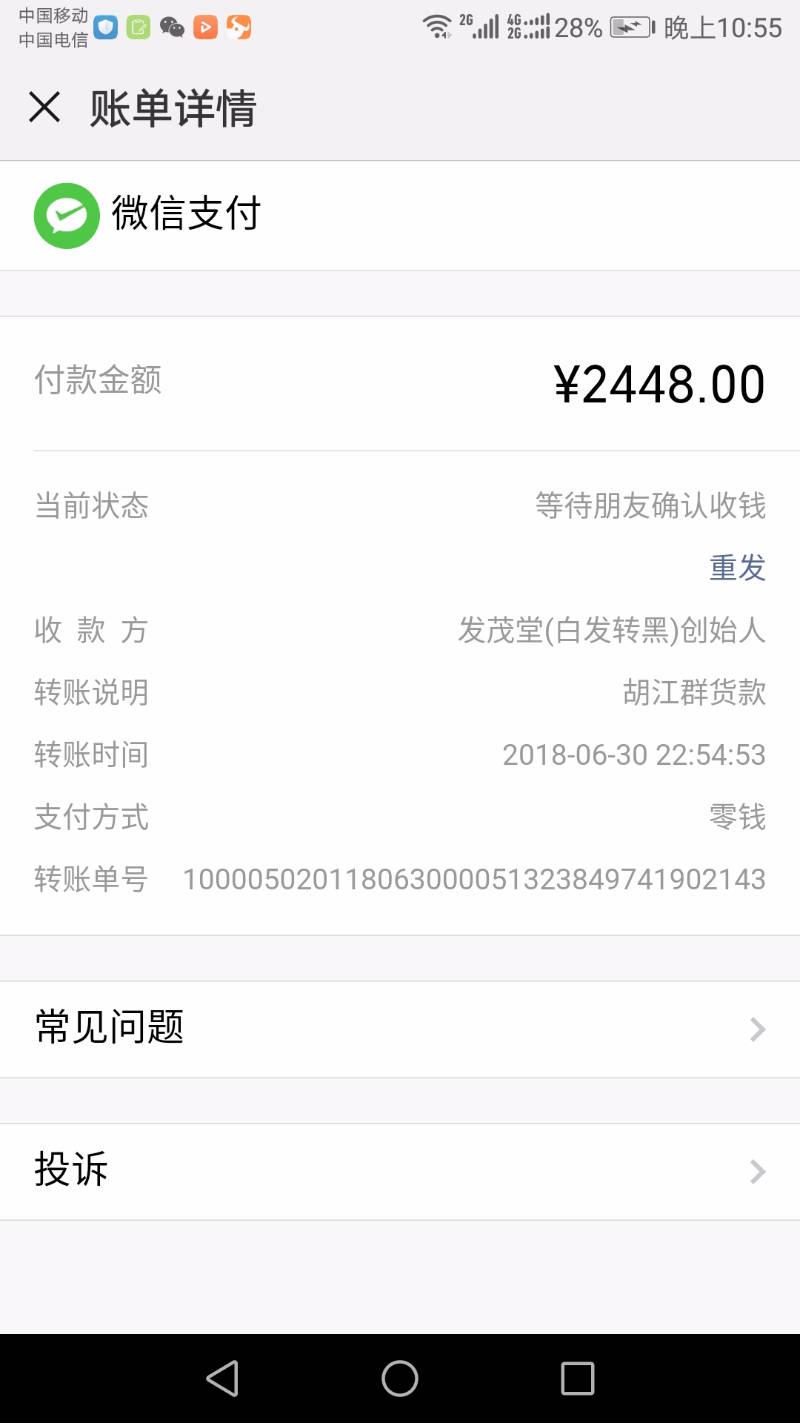 中国移动
中国电信
2G 4G 2G 28% 晚上10:55
账单详情
微信支付
付款金额 ¥2448.00
当前状态 等待朋友确认收钱
重发
收款方 发茂堂(白发转黑)创始人
转账说明 胡江群货款
转账时间 2018-06-30 22:54:53
支付方式 零钱
转账单号 100005020118063000051323849741902143
常见问题
投诉